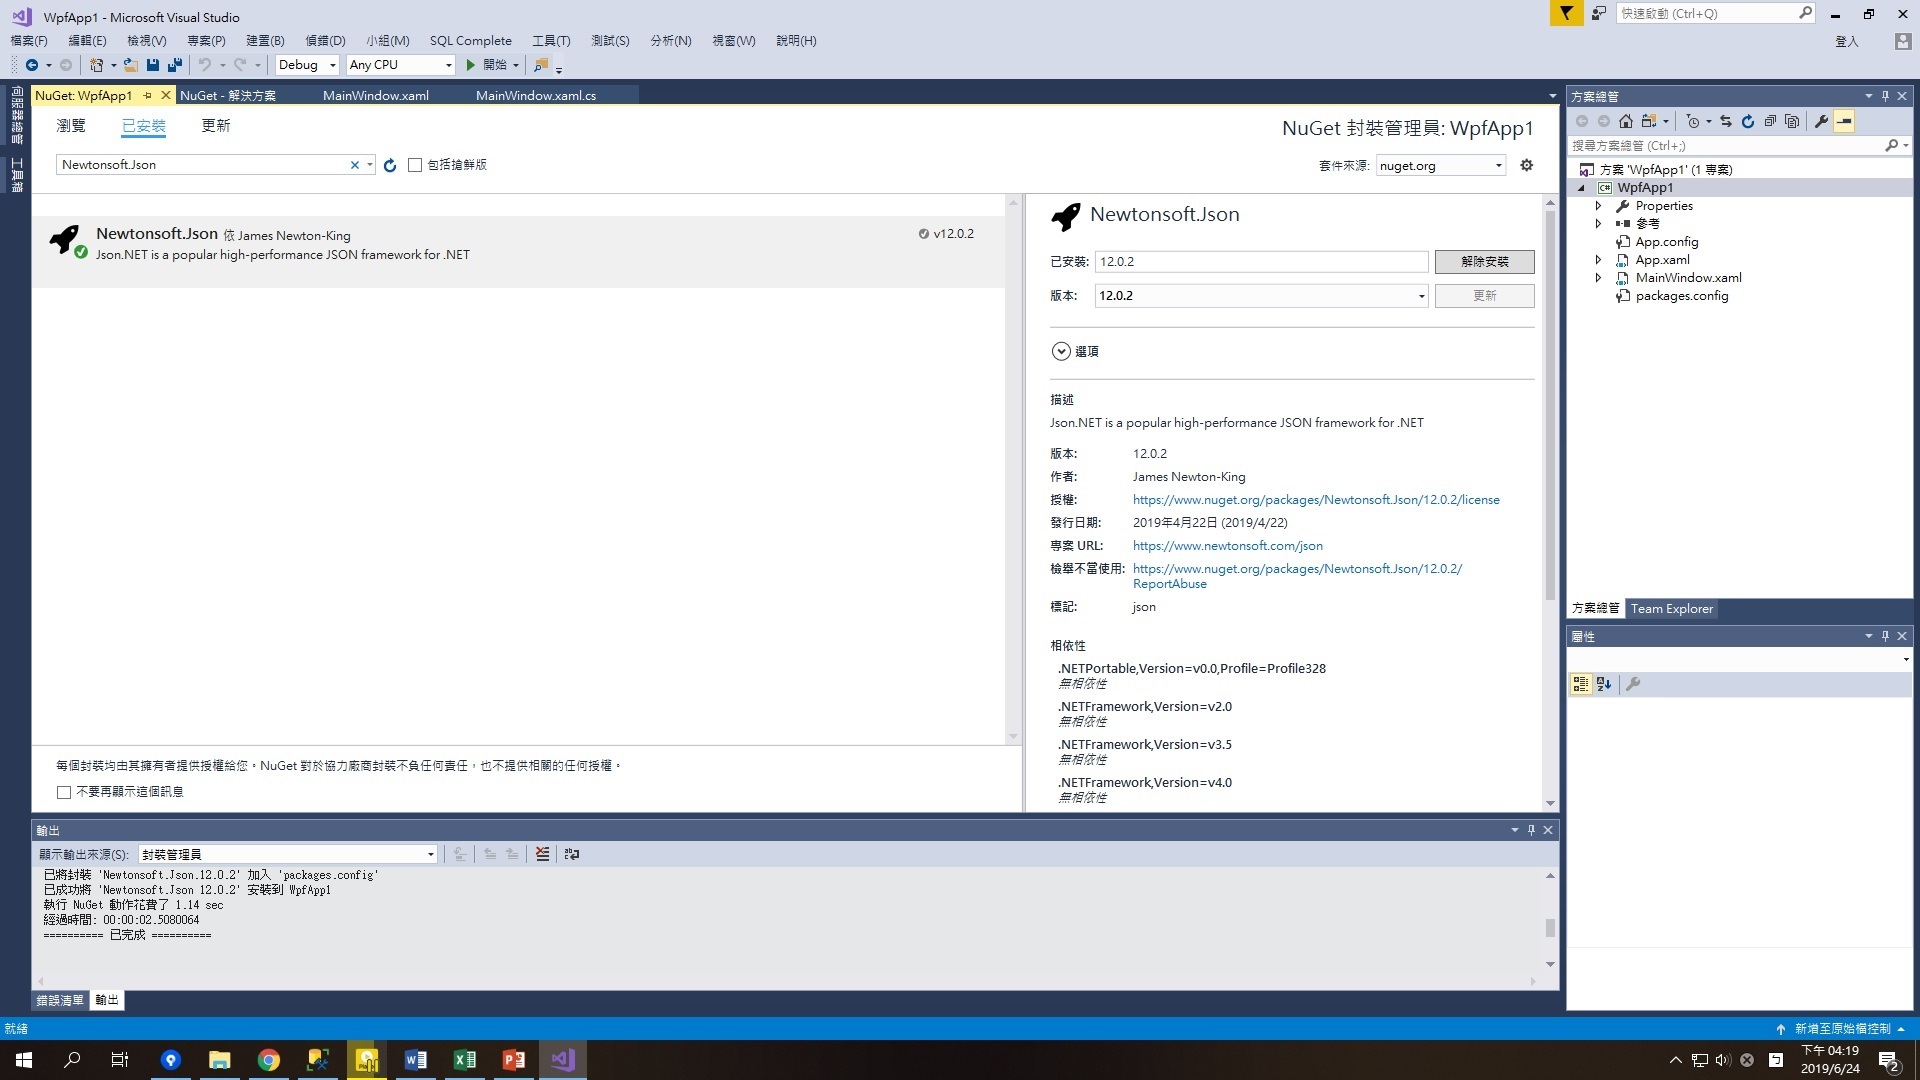 WpfApp1 - Microsoft Visual Studio
快速啟動 (Ctrl+Q)
檔案(F) 編輯(E) 檢視(V) 專案(P) 建置(B) 偵錯(D) 小組(M) SQL Complete 工具(T) 測試(S) 分析(N) 視窗(W) 說明(H)
登入
Debug Any CPU 開始
伺服器總管
工具箱
NuGet: WpfApp1 NuGet - 解決方案 MainWindow.xaml MainWindow.xaml.cs
瀏覽 已安裝 更新
NuGet 封裝管理員: WpfApp1
Newtonsoft.Json 包括搶鮮版
套件來源: nuget.org
Newtonsoft.Json 依 James Newton-King v12.0.2
Json.NET is a popular high-performance JSON framework for .NET
每個封裝均由其擁有者提供授權給您。NuGet 對於協力廠商封裝不負任何責任，也不提供相關的任何授權。
不要再顯示這個訊息
Newtonsoft.Json
已安裝: 12.0.2 解除安裝
版本: 12.0.2 更新
選項
描述
Json.NET is a popular high-performance JSON framework for .NET
版本: 12.0.2
作者: James Newton-King
授權: https://www.nuget.org/packages/Newtonsoft.Json/12.0.2/license
發行日期: 2019年4月22日 (2019/4/22)
專案 URL: https://www.newtonsoft.com/json
檢舉不當使用: https://www.nuget.org/packages/Newtonsoft.Json/12.0.2/
ReportAbuse
標記: json
相依性
.NETPortable,Version=v0.0,Profile=Profile328
無相依性
.NETFramework,Version=v2.0
無相依性
.NETFramework,Version=v3.5
無相依性
.NETFramework,Version=v4.0
無相依性
方案總管
搜尋方案總管 (Ctrl+;)
方案 'WpfApp1' (1 專案)
WpfApp1
Properties
參考
App.config
App.xaml
MainWindow.xaml
packages.config
方案總管 Team Explorer
屬性
輸出
顯示輸出來源(S): 封裝管理員
已將封裝 'Newtonsoft.Json.12.0.2' 加入 'packages.config'
已成功將 'Newtonsoft.Json 12.0.2' 安裝到 WpfApp1
執行 NuGet 動作花費了 1.14 sec
經過時間: 00:00:02.5080064
========== 已完成 ==========
錯誤清單 輸出
就緒
新增至原始檔控制
下午 04:19
2019/6/24
2